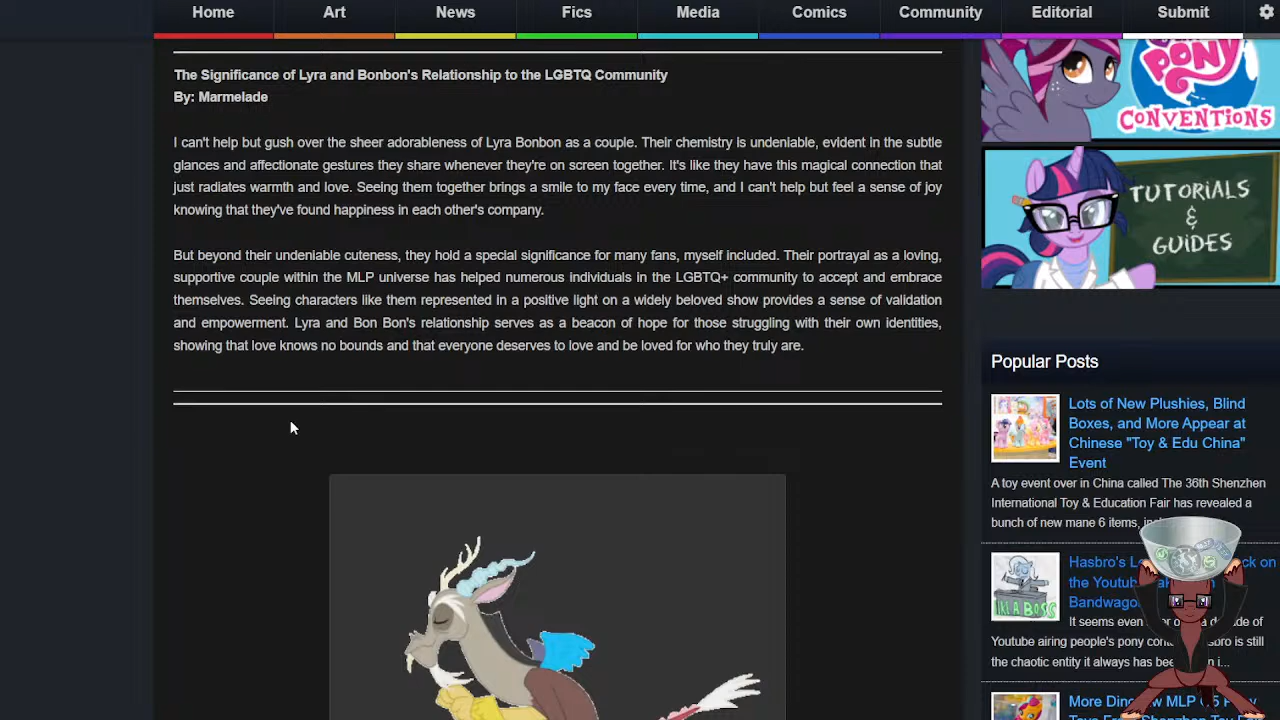 Home Art News Fics Media Comics Community Editorial Submit
The Significance of Lyra and Bonbon's Relationship to the LGBTQ Community
By: Marmelade
I can't help but gush over the sheer adorableness of Lyra Bonbon as a couple. Their chemistry is undeniable, evident in the subtle
glances and affectionate gestures they share whenever they're on screen together. It's like they have this magical connection that
just radiates warmth and love. Seeing them together brings a smile to my face every time, and I can't help but feel a sense of joy
knowing that they've found happiness in each other's company.
But beyond their undeniable cuteness, they hold a special significance for many fans, myself included. Their portrayal as a loving,
supportive couple within the MLP universe has helped numerous individuals in the LGBTQ+ community to accept and embrace
themselves. Seeing characters like them represented in a positive light on a widely beloved show provides a sense of validation
and empowerment. Lyra and Bon Bon's relationship serves as a beacon of hope for those struggling with their own identities,
showing that love knows no bounds and that everyone deserves to love and be loved for who they truly are.
PONY
CONVENTIONS
TUTORIALS
&
GUIDES
Popular Posts
Lots of New Plushies, Blind
Boxes, and More Appear at
Chinese "Toy & Edu China"
Event
A toy event over in China called The 36th Shenzhen
International Toy & Education Fair has revealed a
bunch of new mane 6 items,
Hasbro's on
the
It seems even of
Youtube airing people's pony is still
the chaotic entity it always has
IM A BOSS
More MLP